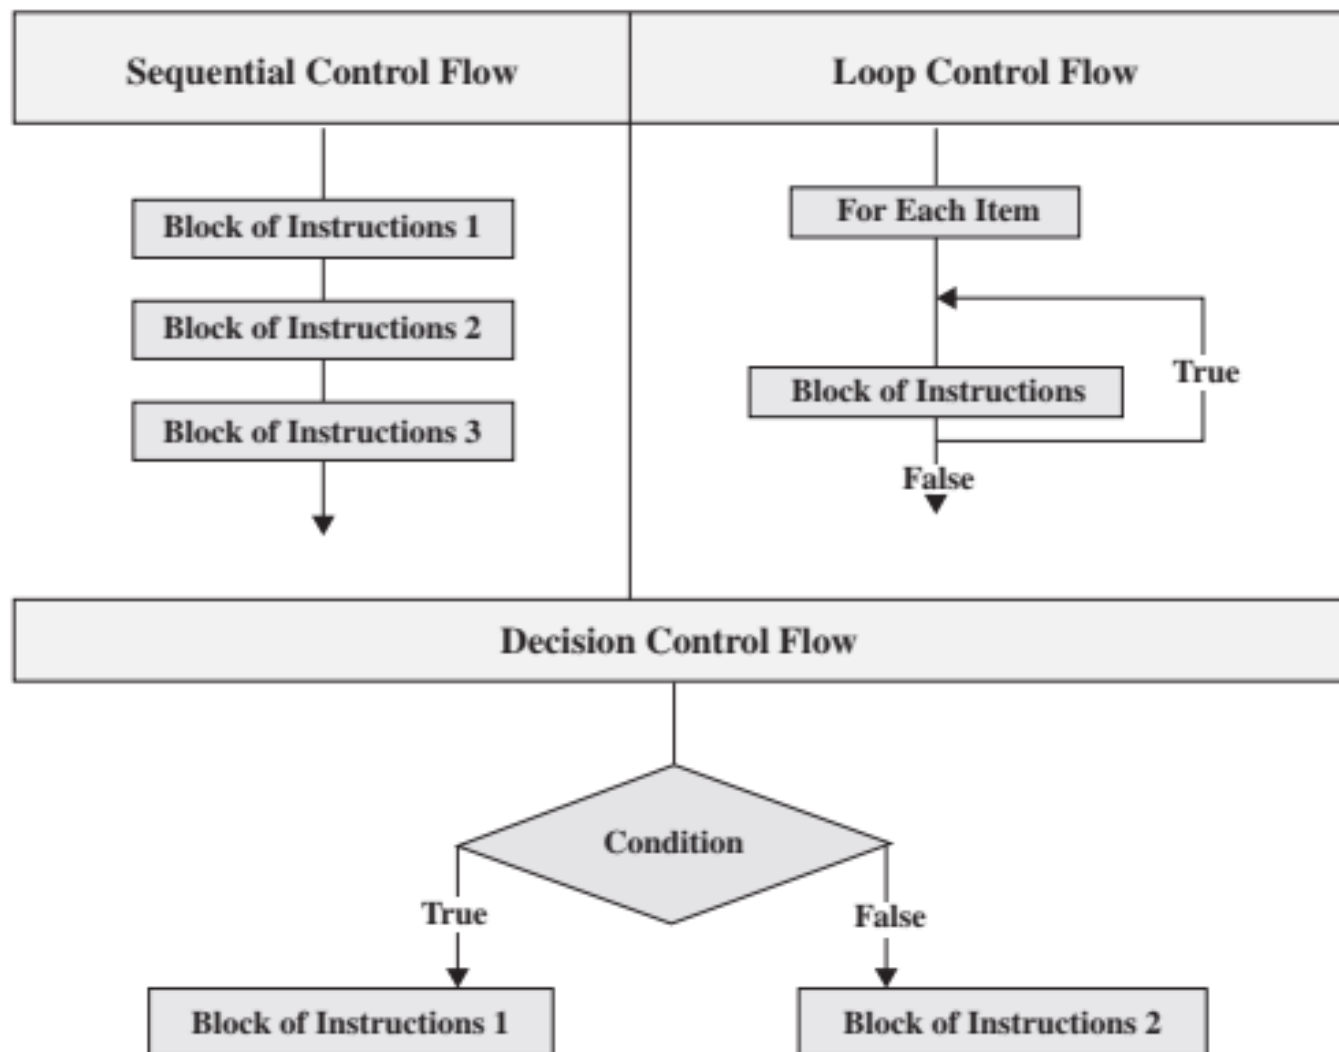 Sequential Control Flow
Block of Instructions 1
Block of Instructions 2
Block of Instructions 3
Loop Control Flow
For Each Item
Block of Instructions
True
False
Decision Control Flow
Condition
True
False
Block of Instructions 1
Block of Instructions 2